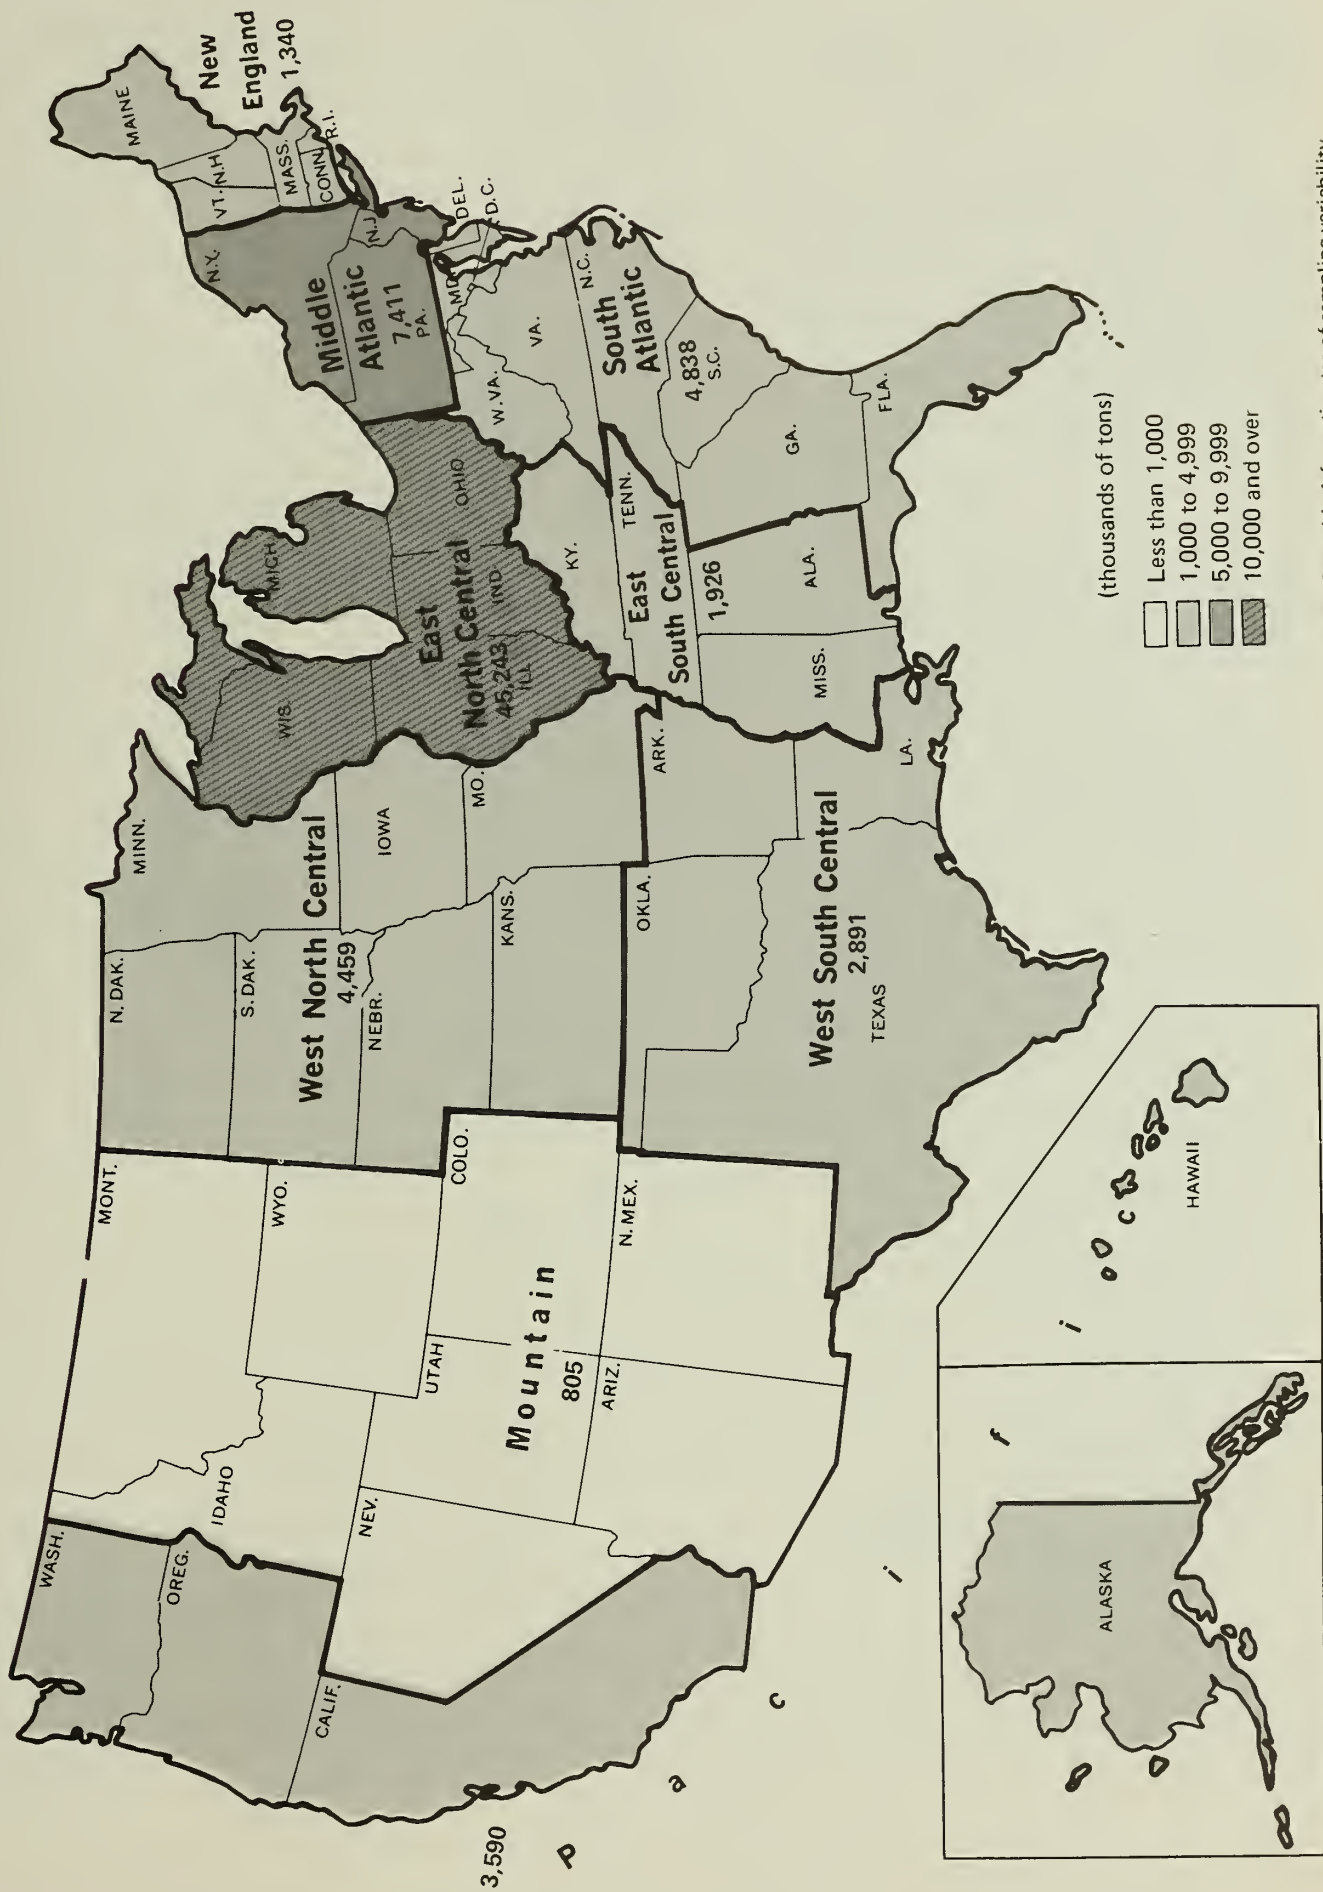 WASH.
OREG.
CALIF.
NEV.
IDAHO
MONT.
WYO.
UTAH
COLO.
ARIZ.
N. MEX.
Mountain
805
3,590
P
a
c
i
f
i
c
ALASKA
HAWAII
N. DAK.
S. DAK.
NEBR.
KANS.
MINN.
IOWA
MO.
West North Central
4,459
OKLA.
ARK.
TEXAS
LA.
West South Central
2,891
WIS.
MICH.
ILL
IND
OHIO
East
North Central
45,243
KY.
TENN.
MISS.
ALA.
East
South Central
1,926
N.Y.
N.J
PA.
Middle
Atlantic
7,411
MAINE
VT.
N.H
MASS.
CONN.
R.I.
New
England
1,340
DEL.
MD.
D.C.
W.VA.
VA.
N.C.
S.C.
GA.
FLA.
South
Atlantic
4,838
(thousands of tons)
Less than 1,000
1,000 to 4,999
5,000 to 9,999
10,000 and over